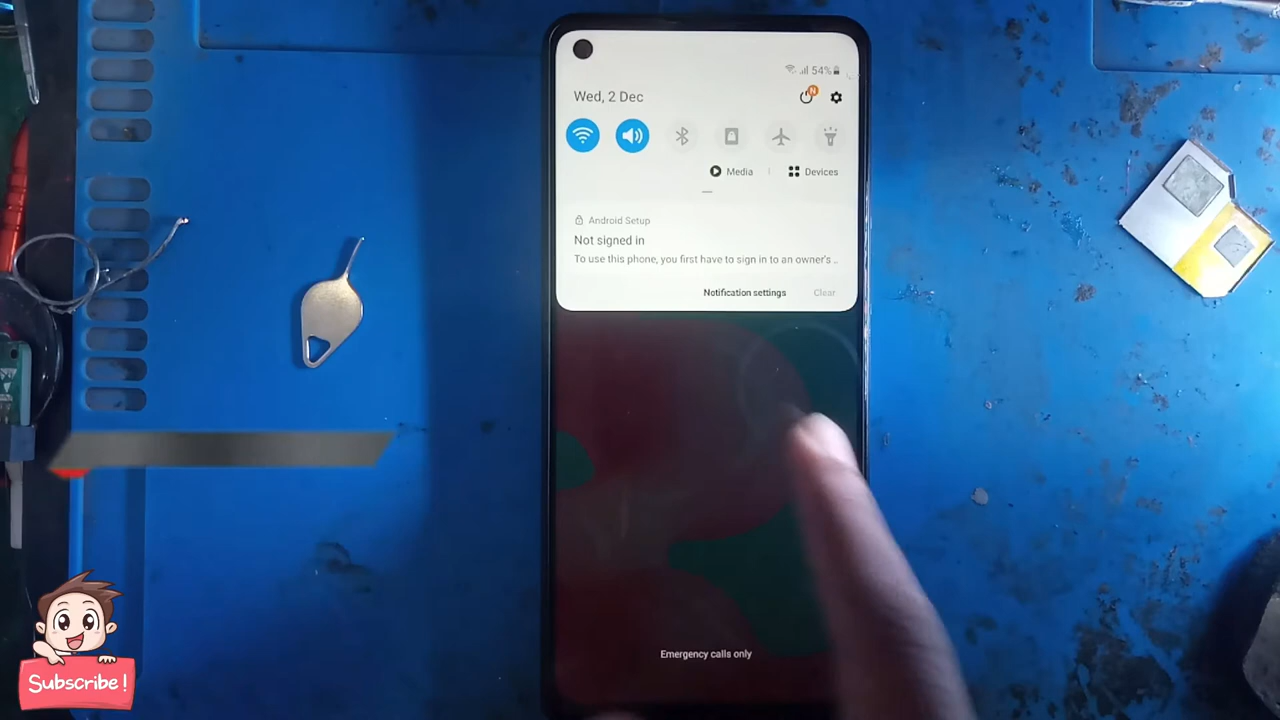 54%
Wed, 2 Dec
N
Media
Devices
Android Setup
Not signed in
To use this phone, you first have to sign in to an owner's ..
Notification settings
Clear
Emergency calls only
Subscribe!